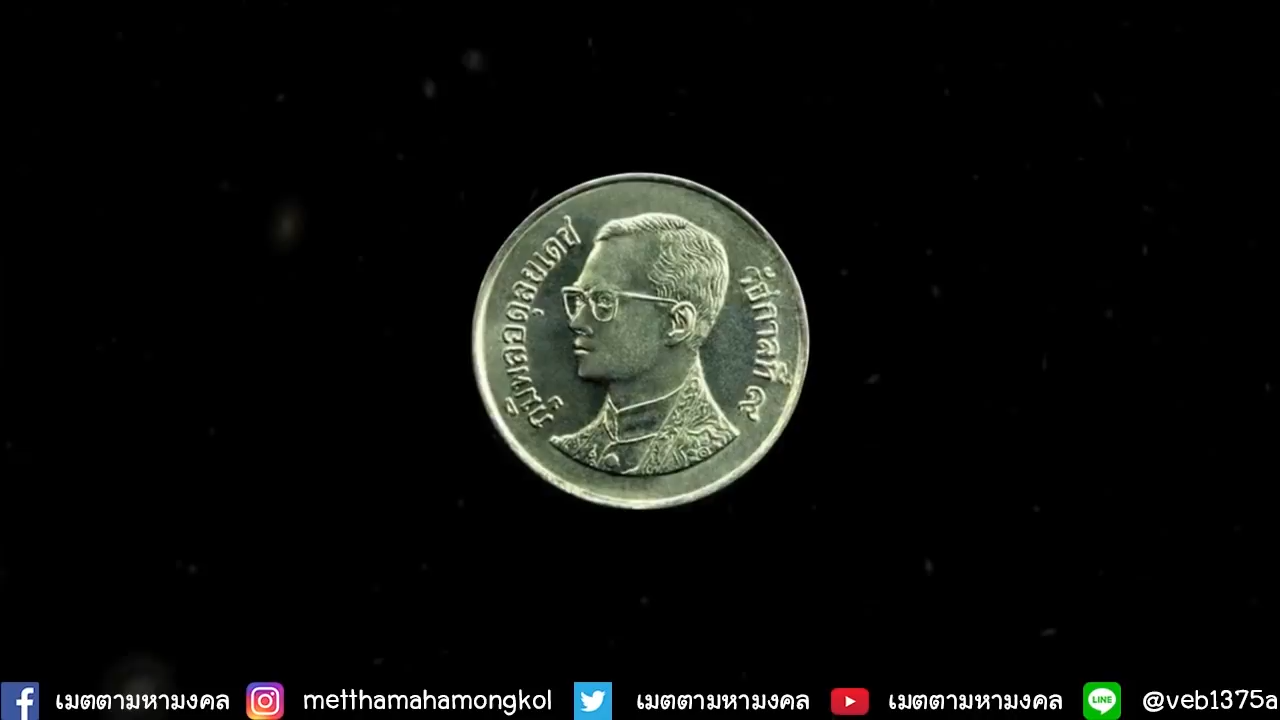 ภูมิพลอดุลยเดช
รัชกาลที่ ๙
เมตตามหามงคล metthamahamongkol เมตตามหามงคล เมตตามหามงคล @veb1375a